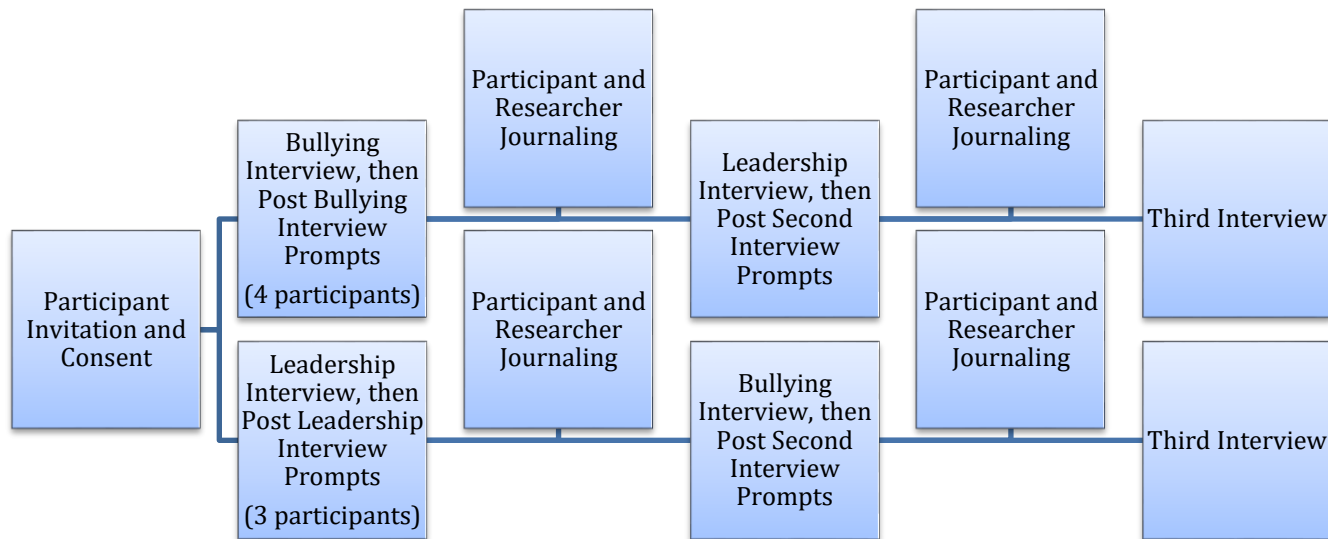 Participant
Invitation and
Consent
Bullying
Interview, then
Post Bullying
Interview
Prompts
(4 participants)
Participant and
Researcher
Journaling
Leadership
Interview, then
Post Second
Interview
Prompts
Participant and
Researcher
Journaling
Third Interview
Leadership
Interview, then
Post Leadership
Interview
Prompts
(3 participants)
Participant and
Researcher
Journaling
Bullying
Interview, then
Post Second
Interview
Prompts
Participant and
Researcher
Journaling
Third Interview